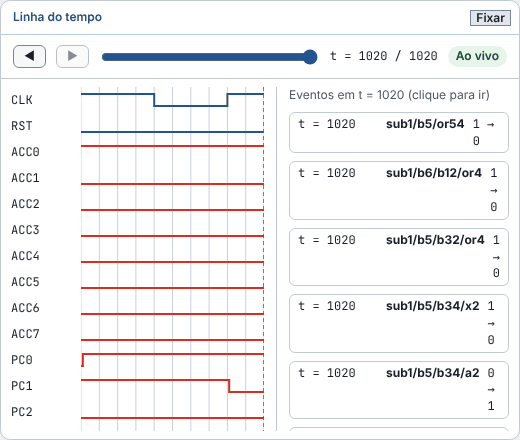 Linha do tempo
Fixar
◀ ▶ t = 1020 / 1020 Ao vivo
CLK
RST
ACC0
ACC1
ACC2
ACC3
ACC4
ACC5
ACC6
ACC7
PC0
PC1
PC2
Eventos em t = 1020 (clique para ir)
t = 1020 sub1/b5/or54 1 →
0
t = 1020 sub1/b6/b12/or4 1
→
0
t = 1020 sub1/b5/b32/or4 1
→
0
t = 1020 sub1/b5/b34/x2 1
→
0
t = 1020 sub1/b5/b34/a2 0
→
1